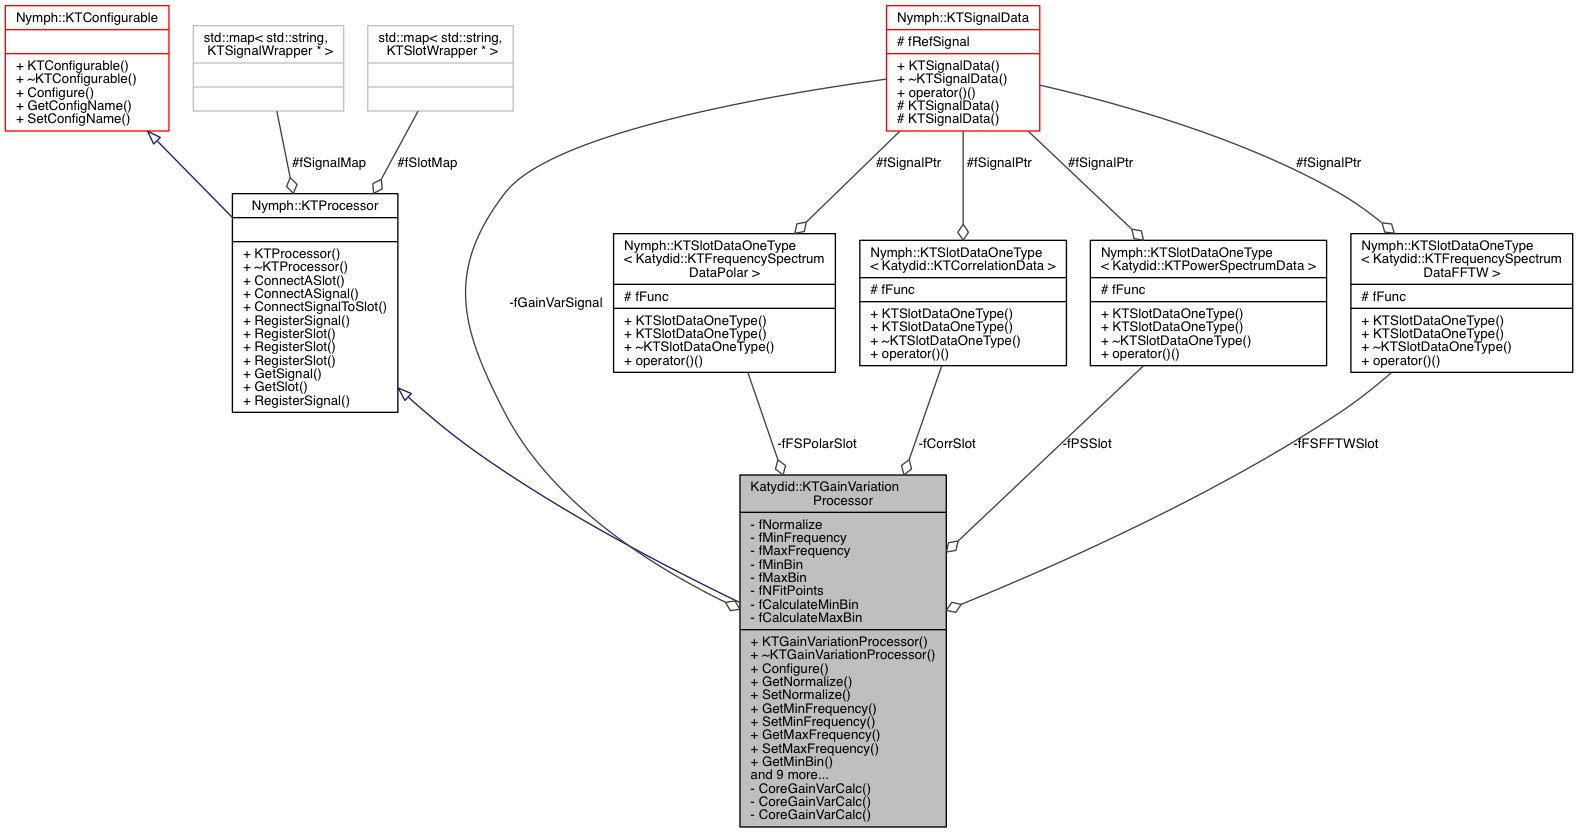 Nymph::KTConfigurable
+ KTConfigurable()
+ ~KTConfigurable()
+ Configure()
+ GetConfigName()
+ SetConfigName()
std::map< std::string,
KTSignalWrapper * >
std::map< std::string,
KTSlotWrapper * >
Nymph::KTSignalData
# fRefSignal
+ KTSignalData()
+ ~KTSignalData()
+ operator()()
# KTSignalData()
# KTSignalData()
#fSignalMap
#fSlotMap
#fSignalPtr
#fSignalPtr
#fSignalPtr
#fSignalPtr
Nymph::KTProcessor
+ KTProcessor()
+ ~KTProcessor()
+ ConnectASlot()
+ ConnectASignal()
+ ConnectSignalToSlot()
+ RegisterSignal()
+ RegisterSlot()
+ RegisterSlot()
+ RegisterSlot()
+ GetSignal()
+ GetSlot()
+ RegisterSignal()
-fGainVarSignal
Nymph::KTSlotDataOneType
< Katydid::KTFrequencySpectrum
DataPolar >
# fFunc
+ KTSlotDataOneType()
+ KTSlotDataOneType()
+ ~KTSlotDataOneType()
+ operator()()
Nymph::KTSlotDataOneType
< Katydid::KTCorrelationData >
# fFunc
+ KTSlotDataOneType()
+ KTSlotDataOneType()
+ ~KTSlotDataOneType()
+ operator()()
Nymph::KTSlotDataOneType
< Katydid::KTPowerSpectrumData >
# fFunc
+ KTSlotDataOneType()
+ KTSlotDataOneType()
+ ~KTSlotDataOneType()
+ operator()()
Nymph::KTSlotDataOneType
< Katydid::KTFrequencySpectrum
DataFFTW >
# fFunc
+ KTSlotDataOneType()
+ KTSlotDataOneType()
+ ~KTSlotDataOneType()
+ operator()()
-fFSPolarSlot
-fCorrSlot
-fPSSlot
-fFSFFTWSlot
Katydid::KTGainVariation
Processor
- fNormalize
- fMinFrequency
- fMaxFrequency
- fMinBin
- fMaxBin
- fNFitPoints
- fCalculateMinBin
- fCalculateMaxBin
+ KTGainVariationProcessor()
+ ~KTGainVariationProcessor()
+ Configure()
+ GetNormalize()
+ SetNormalize()
+ GetMinFrequency()
+ SetMinFrequency()
+ GetMaxFrequency()
+ SetMaxFrequency()
+ GetMinBin()
and 9 more...
- CoreGainVarCalc()
- CoreGainVarCalc()
- CoreGainVarCalc()